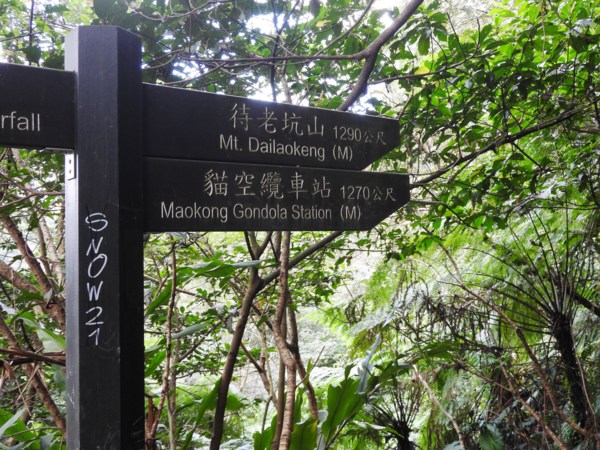 rfall
待老坑山 1290公尺
Mt. Dailaokeng (M)
貓空纜車站 1270公尺
Maokong Gondola Station (M)
SNOW21